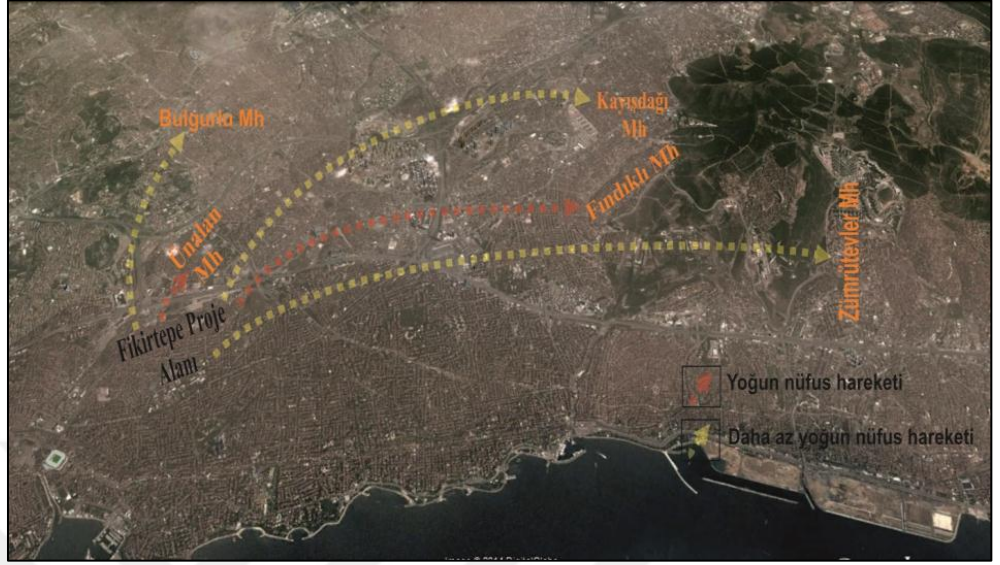 Bulgurlu Mh
Kayışdağı
Mh
Fındıklı Mh
Ünalan
Mh
Zümrütevler Mh
Fikirtepe Proje
Alanı
Yoğun nüfus hareketi
Daha az yoğun nüfus hareketi